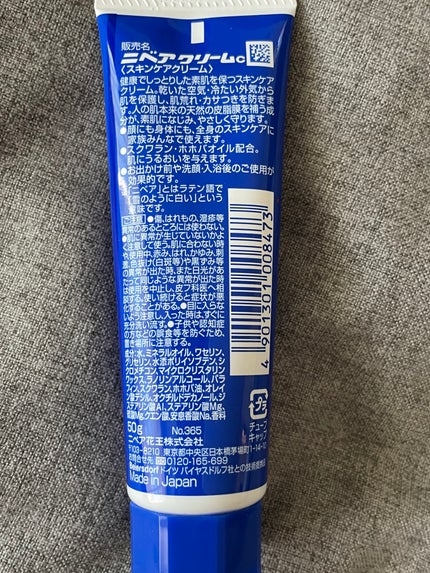 販売名
ニベアクリームc
〈スキンケアクリーム〉
健康でしっとりした素肌を保つスキンケア
クリーム。乾いた空気・冷たい外気から
肌を保護し、肌荒れ・カサつきを防ぎま
す。人の肌本来の天然の皮脂膜を補う成
分が、素肌になじみ、やさしく守ります。
●顔にも身体にも、全身のスキンケアに
家族みんなで使えます。
●スクワラン・ホホバオイル配合。
肌にうるおいを与えます。
●お出かけ前や洗顔・入浴後のご使用が
効果的です。
「ニベア」とはラテン語で
「雪のように白い」という
意味です。
ご注意 ●傷、はれもの、湿疹等
異常のあるところには使わない。
●肌に異常が生じていないかよ
く注意して使う。肌に合わない時
や使用中、赤み、はれ、かゆみ、刺
激、色抜け(白斑等)や黒ずみ等
の異常が出た時、また日光があ
たって同じような異常が出た時
は使用を中止し、皮フ科医へ相
談する。使い続けると症状が悪
化することがある。●目に入らな
いよう注意し、入った時は、すぐに
充分洗い流す。●子供や認知症
の方などの誤食等を防ぐため、
置き場所に注意する。
成分:水、ミネラルオイル、ワセリン、
グリセリン、水添ポリイソブテン、シ
クロメチコン、マイクロクリスタリン
ワックス、ラノリンアルコール、パラ
フィン、スクワラン、ホホバ油、オレイ
ン酸デシル、オクチルドデカノール、ジ
ステアリン酸Al、ステアリン酸Mg、
硫酸Mg、クエン酸、安息香酸Na、香料
50g No.365
ニベア花王株式会社
〒103-8210 東京都中央区日本橋茅場町1-14-10
お問合せ先 0120-165-699
Beiersdorf ドイツ バイヤスドルフ社との技術提携品
Made in Japan
4 901301 008473
プラ
チューブ
キャップ